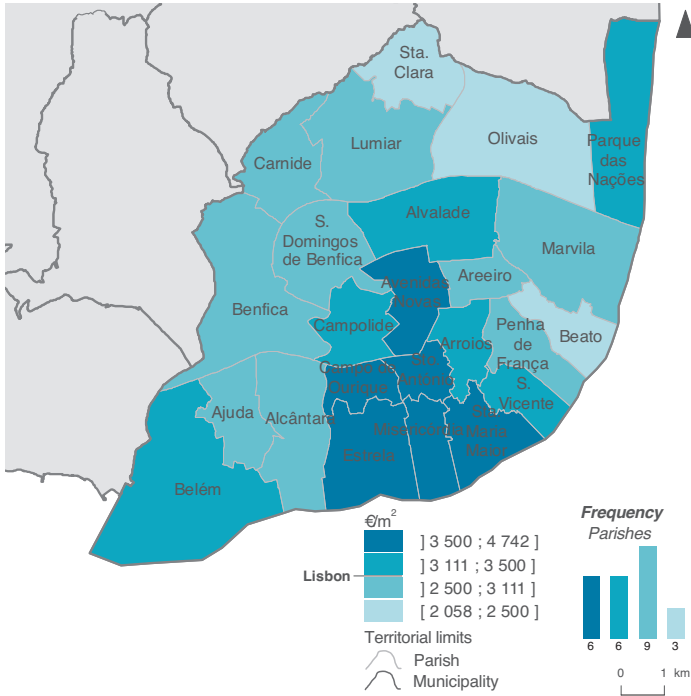 Sta.
Clara
Olivais
Lumiar
Parque
das
Nações
Carnide
Alvalade
S.
Domingos
de Benfica
Marvila
Areeiro
Avenidas
Novas
Benfica
Campolide
Penha
de
França
Beato
Arroios
Campo de
Ourique
Sto.
António
S.
Vicente
Ajuda
Alcântara
Misericórdia
Sta.
Maria
Maior
Estrela
Belém
€/m²
] 3 500 ; 4 742 ]
] 3 111 ; 3 500 ]
Lisbon
] 2 500 ; 3 111 ]
[ 2 058 ; 2 500 ]
Territorial limits
Parish
Municipality
Frequency
Parishes
6 6 9 3
0 1 km